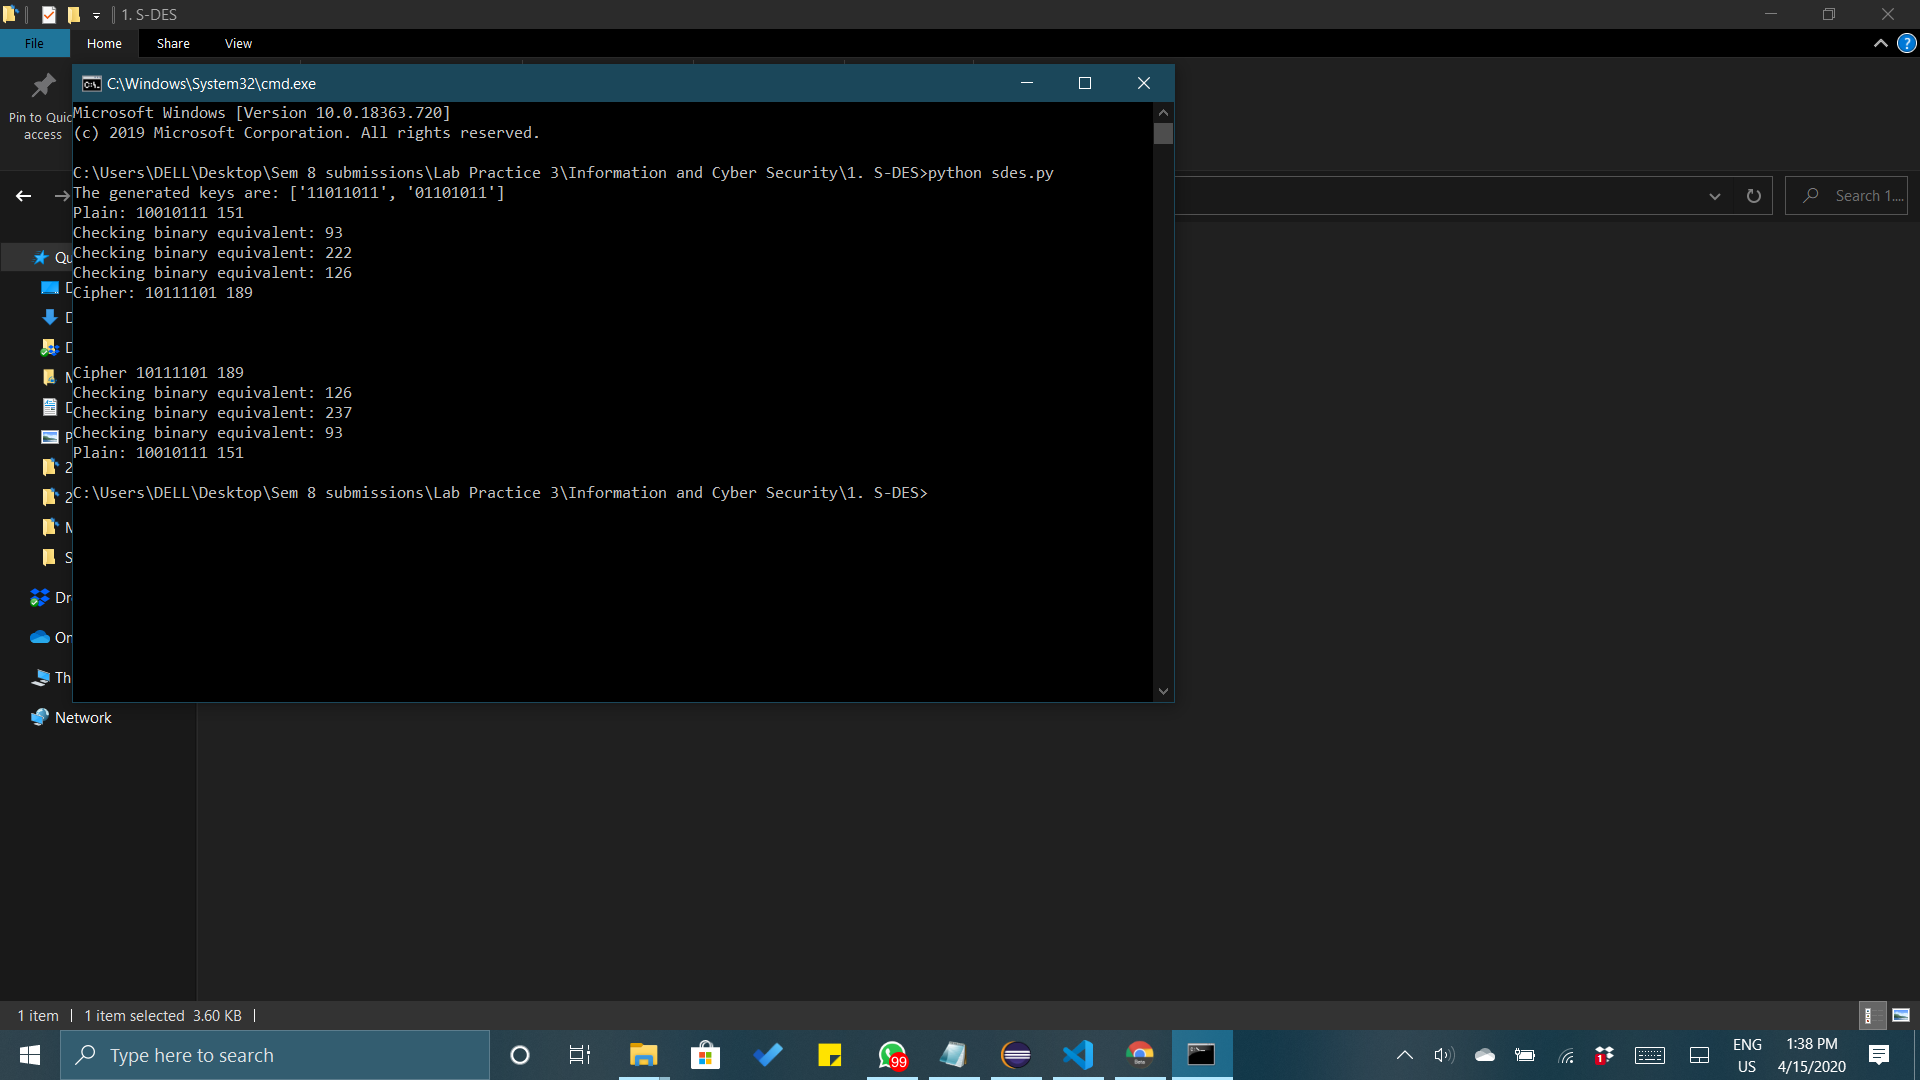 1. S-DES
File Home Share View
Pin to Quic
access
C:\Windows\System32\cmd.exe
Microsoft Windows [Version 10.0.18363.720]
(c) 2019 Microsoft Corporation. All rights reserved.
C:\Users\DELL\Desktop\Sem 8 submissions\Lab Practice 3\Information and Cyber Security\1. S-DES>python sdes.py
The generated keys are: ['11011011', '01101011']
Plain: 10010111 151
Checking binary equivalent: 93
Checking binary equivalent: 222
Checking binary equivalent: 126
Cipher: 10111101 189
Cipher 10111101 189
Checking binary equivalent: 126
Checking binary equivalent: 237
Checking binary equivalent: 93
Plain: 10010111 151
C:\Users\DELL\Desktop\Sem 8 submissions\Lab Practice 3\Information and Cyber Security\1. S-DES>
Search 1....
Qu
D
D
D
M
D
P
2
2
M
S
Dr
On
Th
Network
1 item 1 item selected 3.60 KB
Type here to search
99
1
ENG
US
1:38 PM
4/15/2020